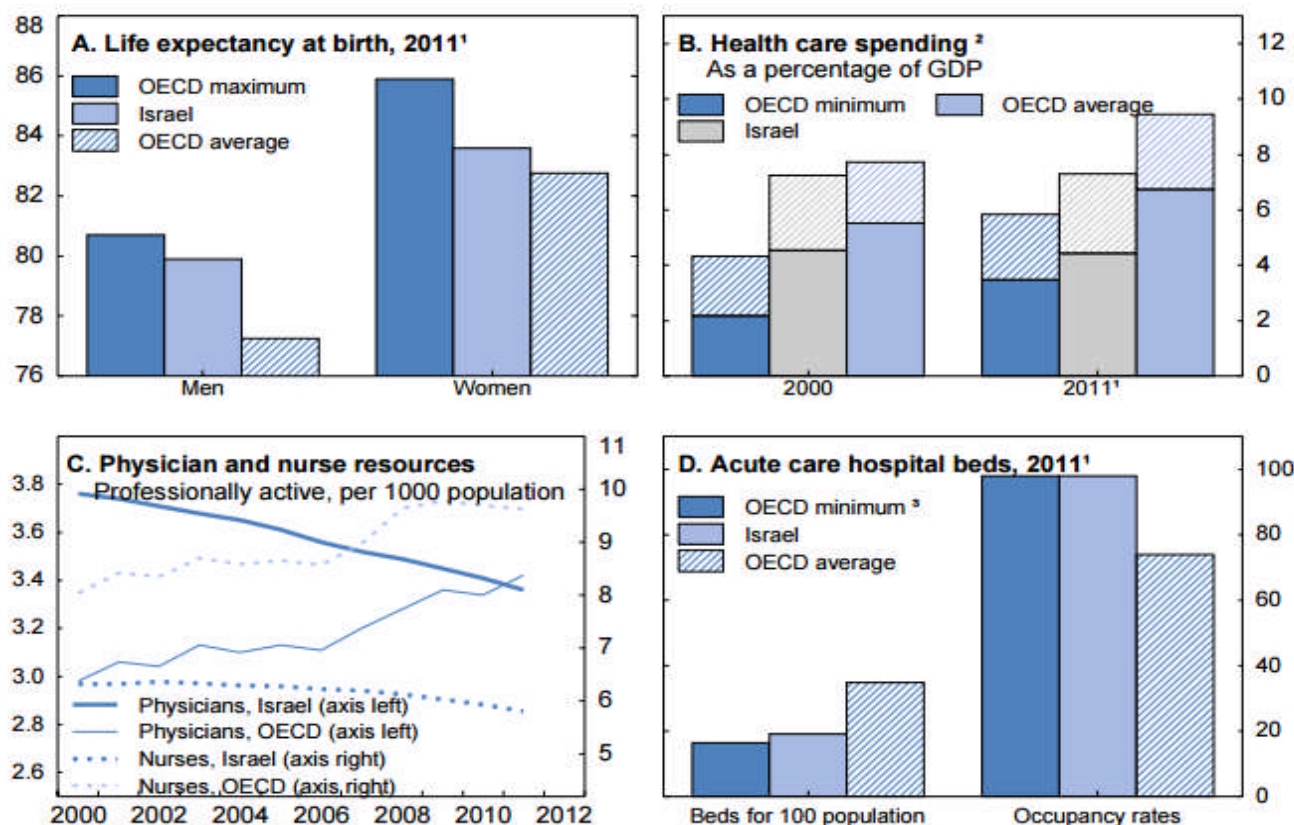 A. Life expectancy at birth, 2011¹
OECD maximum
Israel
OECD average
88
86
84
82
80
78
76
Men
Women
B. Health care spending ²
As a percentage of GDP
OECD minimum
OECD average
Israel
12
10
8
6
4
2
0
2000
2011¹
C. Physician and nurse resources
Professionally active, per 1000 population
3.8
3.6
3.4
3.2
3.0
2.8
2.6
11
10
9
8
7
6
5
Physicians, Israel (axis left)
Physicians, OECD (axis left)
Nurses, Israel (axis right)
Nurses, OECD (axis right)
2000
2002
2004
2006
2008
2010
2012
D. Acute care hospital beds, 2011¹
OECD minimum ³
Israel
OECD average
100
80
60
40
20
0
Beds for 100 population
Occupancy rates